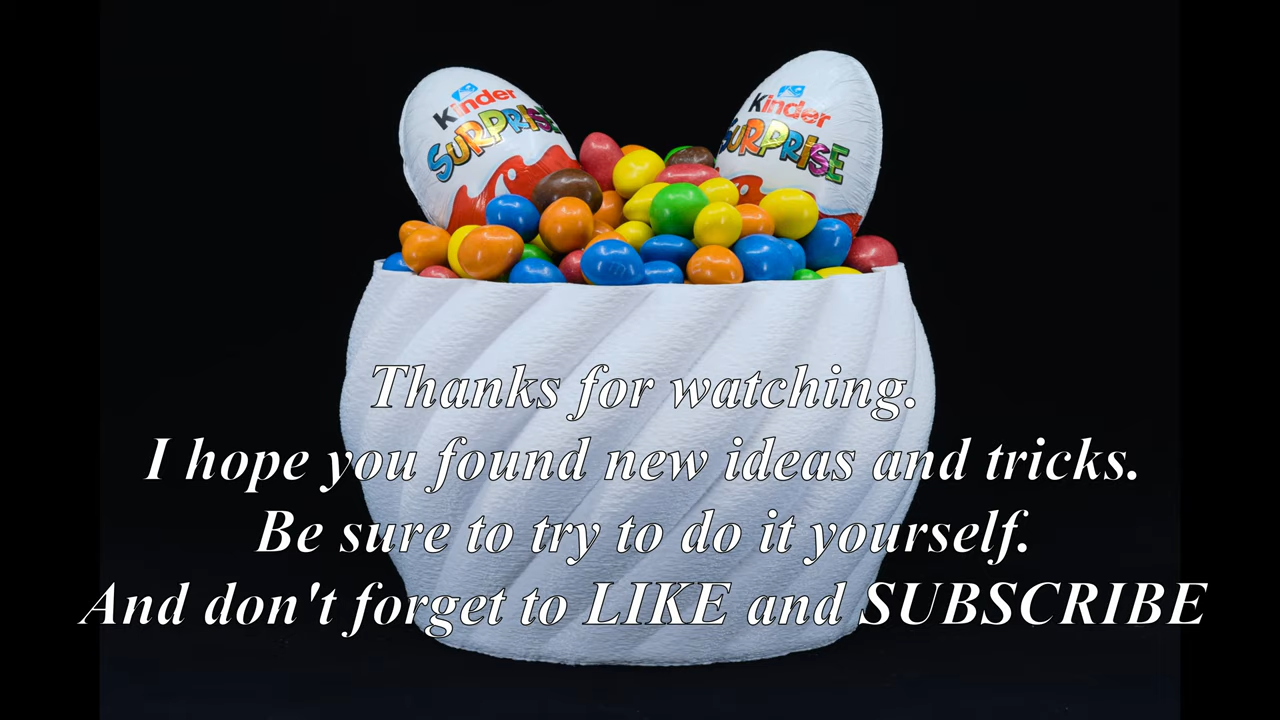 Kinder
SURPRISE
Kinder
SURPRISE
Thanks for watching.
I hope you found new ideas and tricks.
Be sure to try to do it yourself.
And don't forget to LIKE and SUBSCRIBE